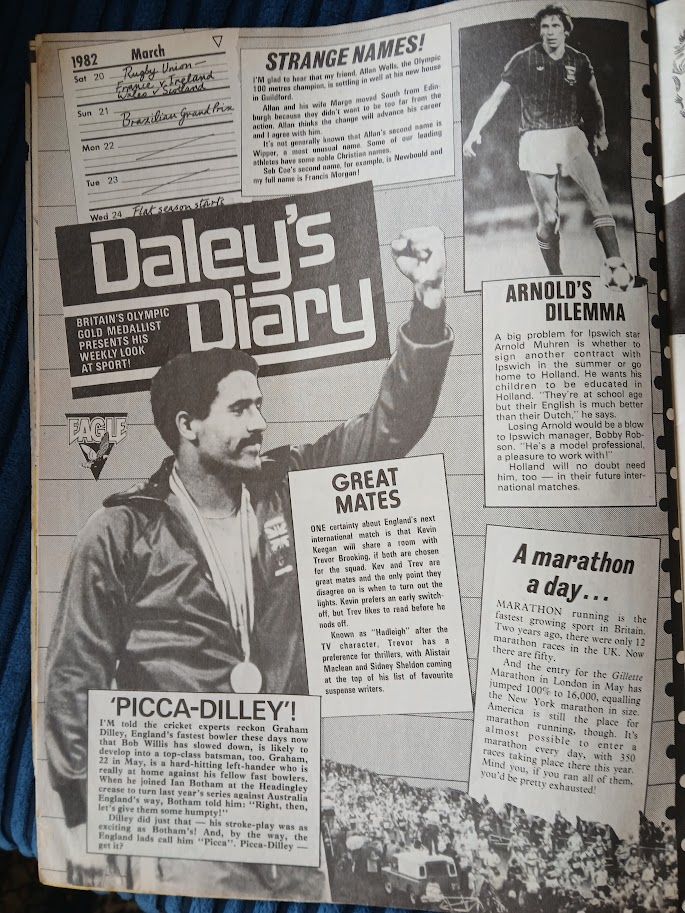 1982 March
Sat 20 Rugby Union –
France v Ireland
Wales v Scotland
Sun 21 Brazilian Grand Prix
Mon 22
Tue 23
Wed 24 Flat season starts
STRANGE NAMES!
I'M glad to hear that my friend, Allan Wells, the Olympic
100 metres champion, is settling in well at his new house
in Guildford.
Allan and his wife Margo moved South from Edin-
burgh because they didn't want to be too far from the
action. Allan thinks the change will advance his career
and I agree with him.
It's not generally known that Allan's second name is
Wippor, a most unusual name. Some of our leading
athletes have some noble Christian names.
Seb Coe's second name, for example, is Newbould and
my full name is Francis Morgan!
Daley's
Diary
BRITAIN'S OLYMPIC
GOLD MEDALLIST
PRESENTS HIS
WEEKLY LOOK
AT SPORT!
EAGLE
ARNOLD'S
DILEMMA
A big problem for Ipswich star
Arnold Muhren is whether to
sign another contract with
Ipswich in the summer or go
home to Holland. He wants his
children to be educated in
Holland. "They're at school age
but their English is much better
than their Dutch," he says.
Losing Arnold would be a blow
to Ipswich manager, Bobby Rob-
son. "He's a model professional,
a pleasure to work with!"
Holland will no doubt need
him, too — in their future inter-
national matches.
GREAT
MATES
ONE certainty about England's next
international match is that Kevin
Keegan will share a room with
Trevor Brooking, if both are chosen
for the squad. Kev and Trev are
great mates and the only point they
disagree on is when to turn out the
lights. Kevin prefers an early switch-
off, but Trev likes to read before he
nods off.
Known as "Hadleigh" after the
TV character, Trevor has a
preference for thrillers, with Alistair
Maclean and Sidney Sheldon coming
at the top of his list of favourite
suspense writers.
A marathon
a day...
MARATHON running is the
fastest growing sport in Britain.
Two years ago, there were only 12
marathon races in the UK. Now
there are fifty.
And the entry for the Gillette
Marathon in London in May has
jumped 100% to 16,000, equalling
the New York marathon in size.
America is still the place for
marathon running, though. It's
almost possible to enter a
marathon every day, with 350
races taking place there this year.
Mind you, if you ran all of them,
you'd be pretty exhausted!
'PICCA-DILLEY'!
I'M told the cricket experts reckon Graham
Dilley, England's fastest bowler these days now
that Bob Willis has slowed down, is likely to
develop into a top-class batsman, too. Graham,
22 in May, is a hard-hitting left-hander who is
really at home against his fellow fast bowlers.
When he joined Ian Botham at the Headingley
crease to turn last year's series against Australia
England's way, Botham told him: "Right, then,
let's give them some humpty!"
Dilley did just that — his stroke-play was as
exciting as Botham's! And, by the way, the
England lads call him "Picca". Picca-Dilley —
get it?